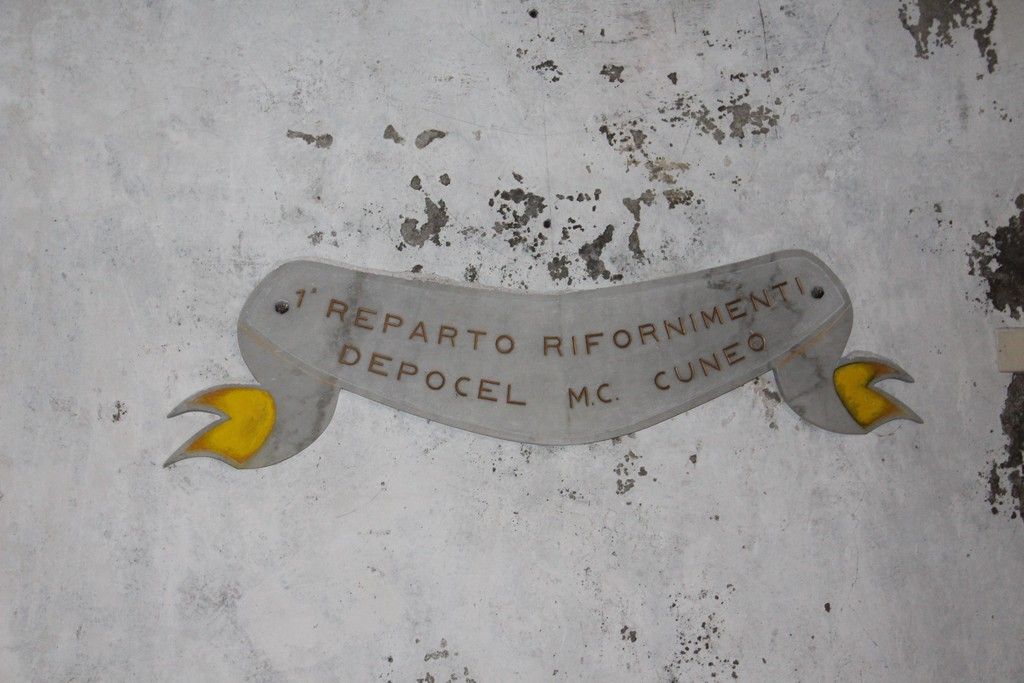 1° REPARTO RIFORNIMENTI
DEPOCEL M.C. CUNEO